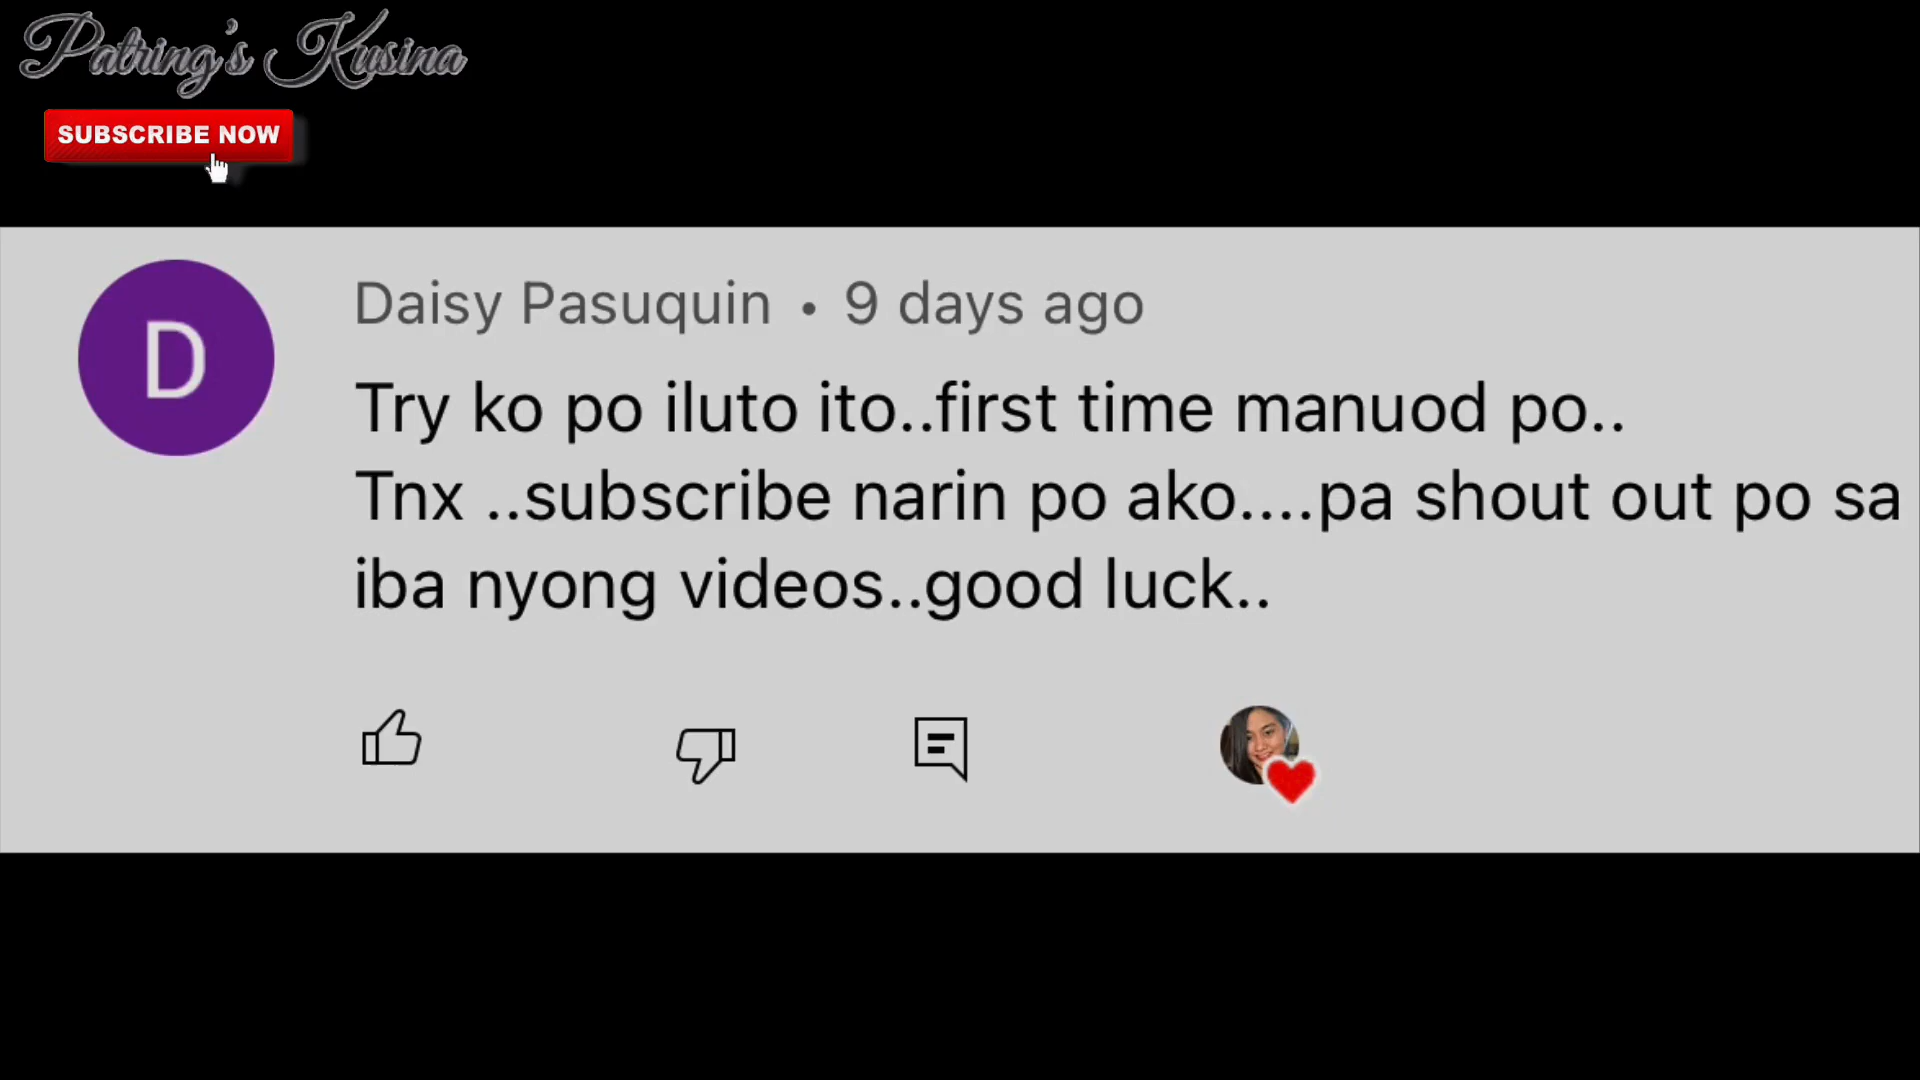 Patring's Kusina
SUBSCRIBE NOW
D
Daisy Pasuquin • 9 days ago
Try ko po iluto ito..first time manuod po..
Tnx ..subscribe narin po ako....pa shout out po sa
iba nyong videos..good luck..